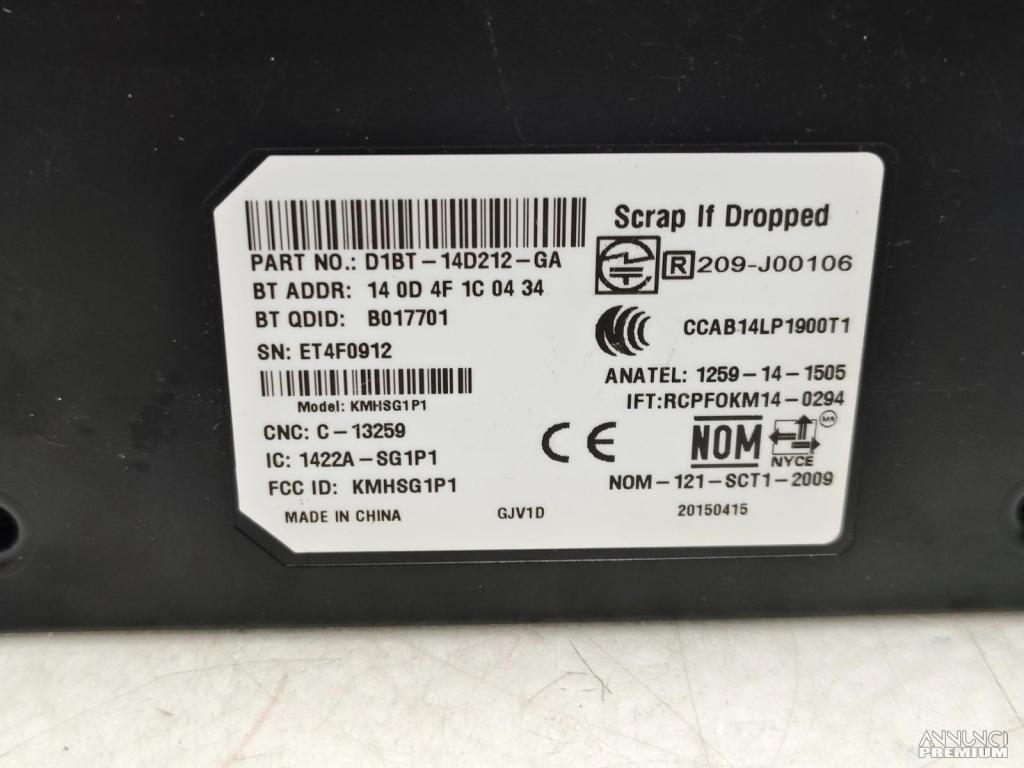 PART NO.: D1BT-14D212-GA
BT ADDR: 14 0D 4F 1C 04 34
BT QDID: B017701
SN: ET4F0912
Model: KMHSG1P1
CNC: C-13259
IC: 1422A-SG1P1
FCC ID: KMHSG1P1
MADE IN CHINA
GJV1D
Scrap If Dropped
R 209-J00106
CCAB14LP1900T1
ANATEL: 1259-14-1505
IFT:RCPFOKM14-0294
CE NOM NYCE MR
NOM-121-SCT1-2009
20150415
ANNUNCI
PREMIUM